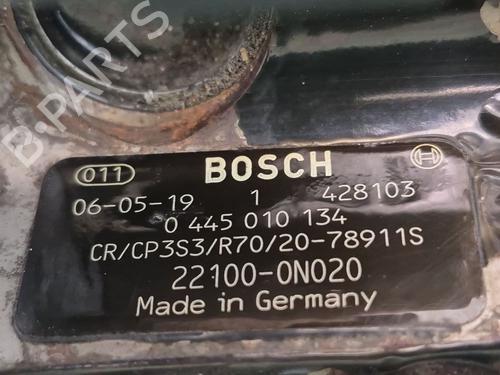 B-PARTS
011 BOSCH
06-05-19 1 428103
0 445 010 134
CR/CP3S3/R70/20-78911S
22100-0N020
Made in Germany